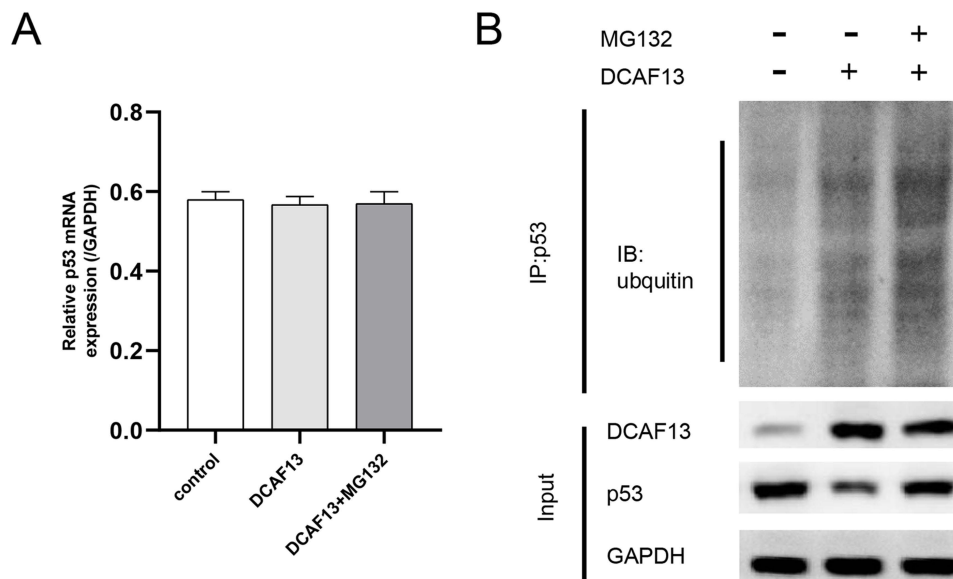 A
Relative p53 mRNA
expression (/GAPDH)
0.8
0.6
0.4
0.2
0.0
control
DCAF13
DCAF13+MG132
B
MG132 - - +
DCAF13 - + +
IP:p53
IB:
ubquitin
Input
DCAF13
p53
GAPDH